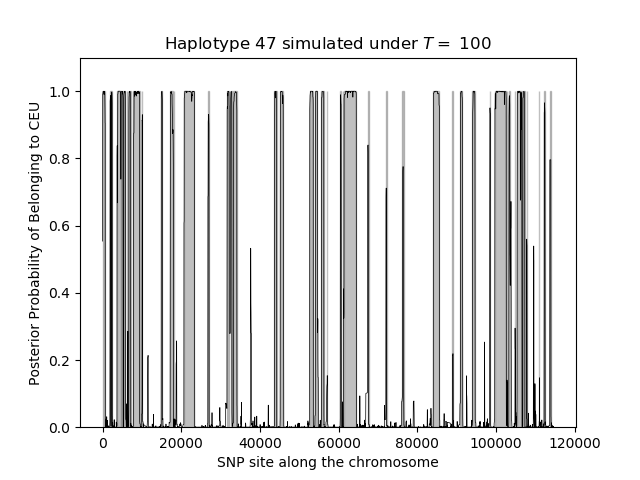 Haplotype 47 simulated under T = 100
Posterior Probability of Belonging to CEU
1.0
0.8
0.6
0.4
0.2
0.0
0 20000 40000 60000 80000 100000 120000
SNP site along the chromosome